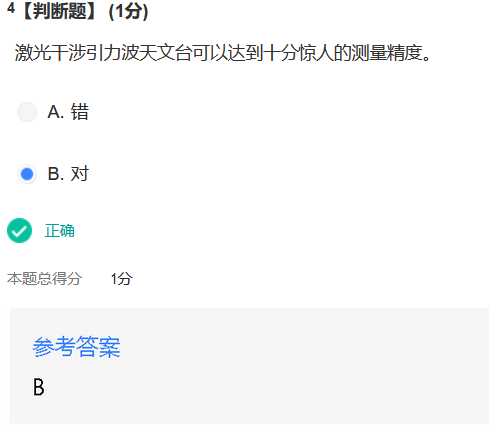 4【判断题】 (1分)
激光干涉引力波天文台可以达到十分惊人的测量精度。
A. 错
B. 对
正确
本题总得分 1分
参考答案
B